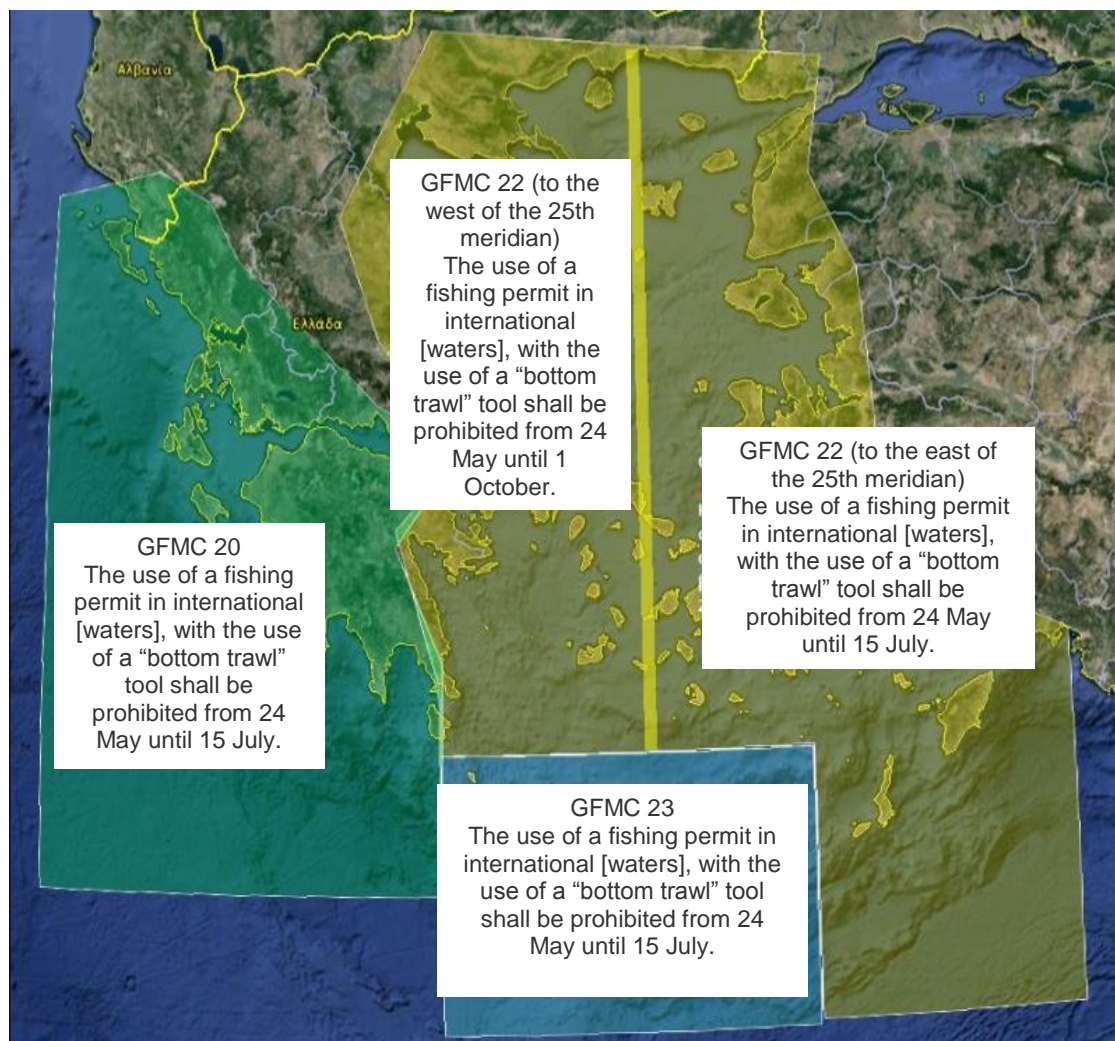 Αλβανία
GFMC 22 (to the
west of the 25th
meridian)
The use of a
fishing permit in
international
[waters], with the
use of a “bottom
trawl” tool shall be
prohibited from 24
May until 1
October.
Ελλάδα
GFMC 22 (to the east of
the 25th meridian)
The use of a fishing permit
in international [waters],
with the use of a “bottom
trawl” tool shall be
prohibited from 24 May
until 15 July.
GFMC 20
The use of a fishing
permit in international
[waters], with the use
of a “bottom trawl”
tool shall be
prohibited from 24
May until 15 July.
GFMC 23
The use of a fishing permit in
international [waters], with the
use of a “bottom trawl” tool
shall be prohibited from 24
May until 15 July.